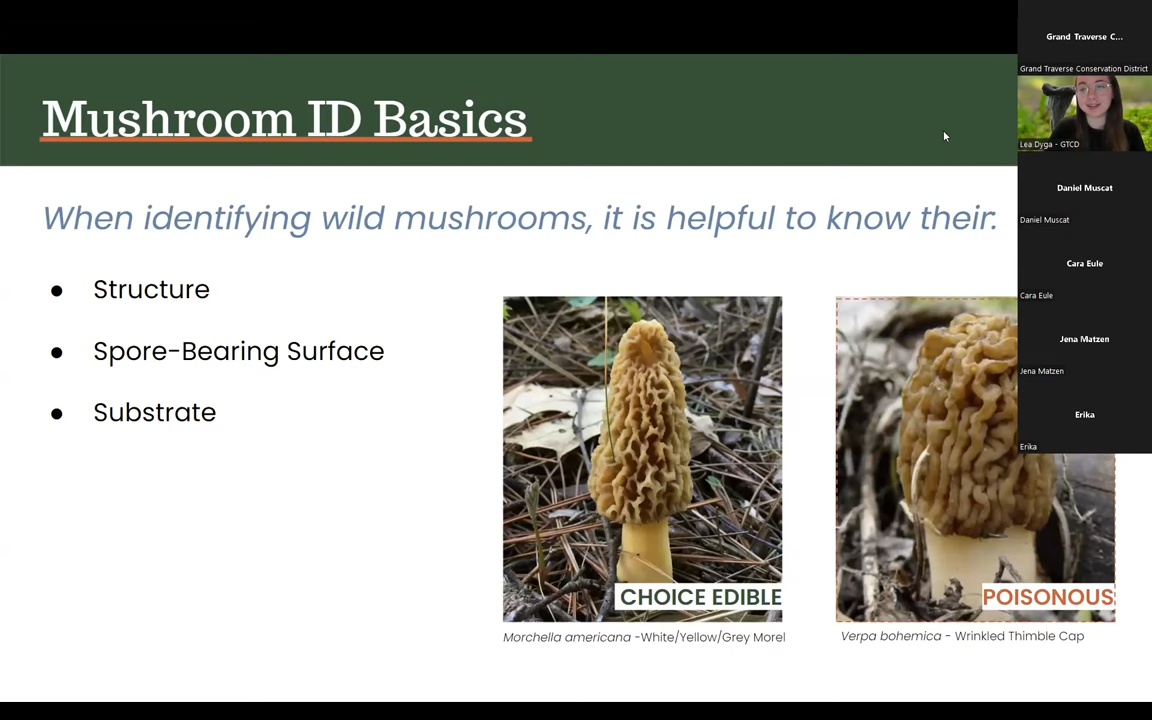 Mushroom ID Basics
When identifying wild mushrooms, it is helpful to know their:
● Structure
● Spore-Bearing Surface
● Substrate
CHOICE EDIBLE
POISONOUS
Morchella americana -White/Yellow/Grey Morel
Verpa bohemica - Wrinkled Thimble Cap
Grand Traverse C...
Grand Traverse Conservation District
Lea Dyga - GTCD
Daniel Muscat
Daniel Muscat
Cara Eule
Cara Eule
Jena Matzen
Jena Matzen
Erika
Erika